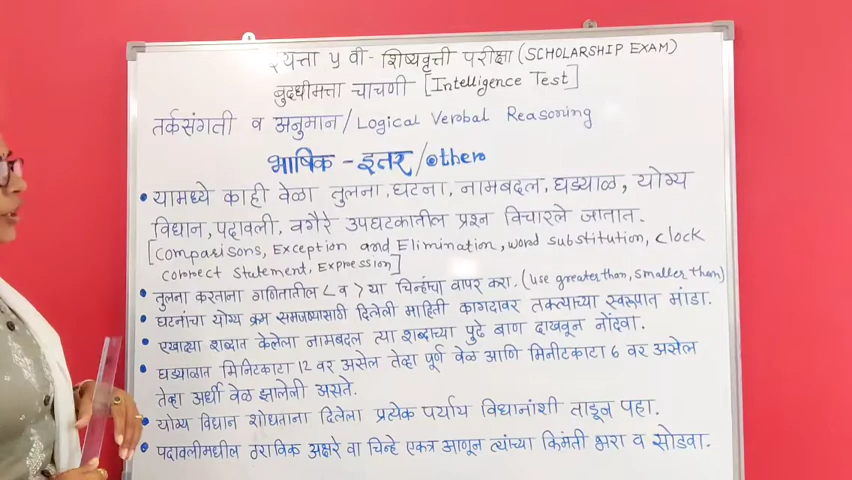 इयत्ता ५ वी - शिष्यवृत्ती परीक्षा (SCHOLARSHIP EXAM)
बुद्धीमत्ता चाचणी [Intelligence Test]
तर्कसंगती व अनुमान/Logical Verbal Reasoning
भाषिक - इतर/others
• यामध्ये काही वेळा तुलना, घटना, नामबदल, घड्याळ, योग्य
विधान, पदावली, वगैरे उपघटकातील प्रश्न विचारले जातात.
[comparisons, Exception and Elimination, word substitution, clock
correct statement, Expression]
• तुलना करताना गणितातील < व > या चिन्हांचा वापर करा. (use greater than, smaller than)
• घटनांचा योग्य क्रम समजण्यासाठी दिलेली माहिती कागदावर तक्त्याच्या स्वरूपात मांडा.
• एखाद्या शब्दात केलेला नामबदल त्या शब्दाच्या पुढे बाण दाखवून नोंदवा.
• घड्याळात मिनिटकाटा 12 वर असेल तेव्हा पूर्ण वेळ आणि मिनीटकाटा 6 वर असेल
तेव्हा अर्धी वेळ झालेली असते.
• योग्य विधान शोधताना दिलेला प्रत्येक पर्याय विधानांशी ताडून पहा.
• पदावलीमधील ठराविक अक्षरे वा चिन्हे एकत्र आणून त्यांच्या किंमती भरा व सोडवा.